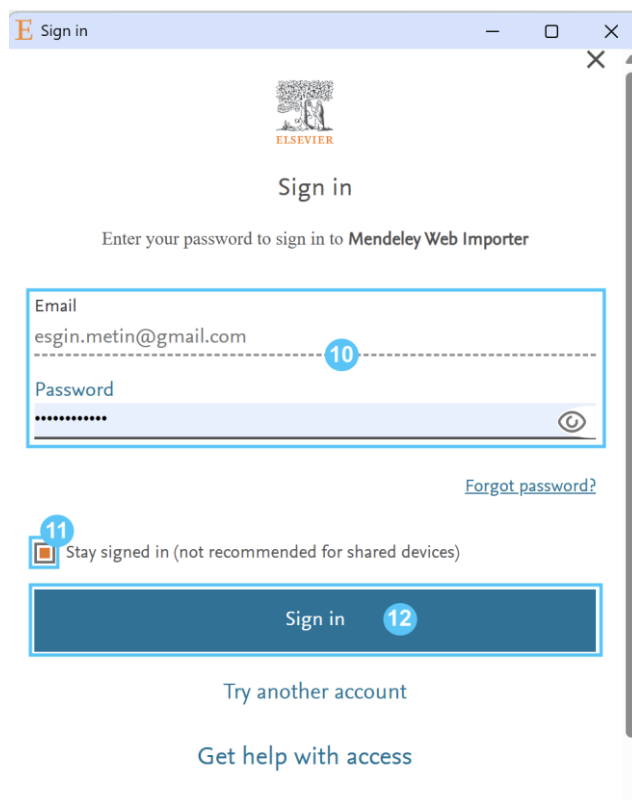 E Sign in
ELSEVIER
Sign in
Enter your password to sign in to Mendeley Web Importer
Email
esgin.metin@gmail.com
10
Password
••••••••••••
Forgot password?
11
Stay signed in (not recommended for shared devices)
Sign in 12
Try another account
Get help with access